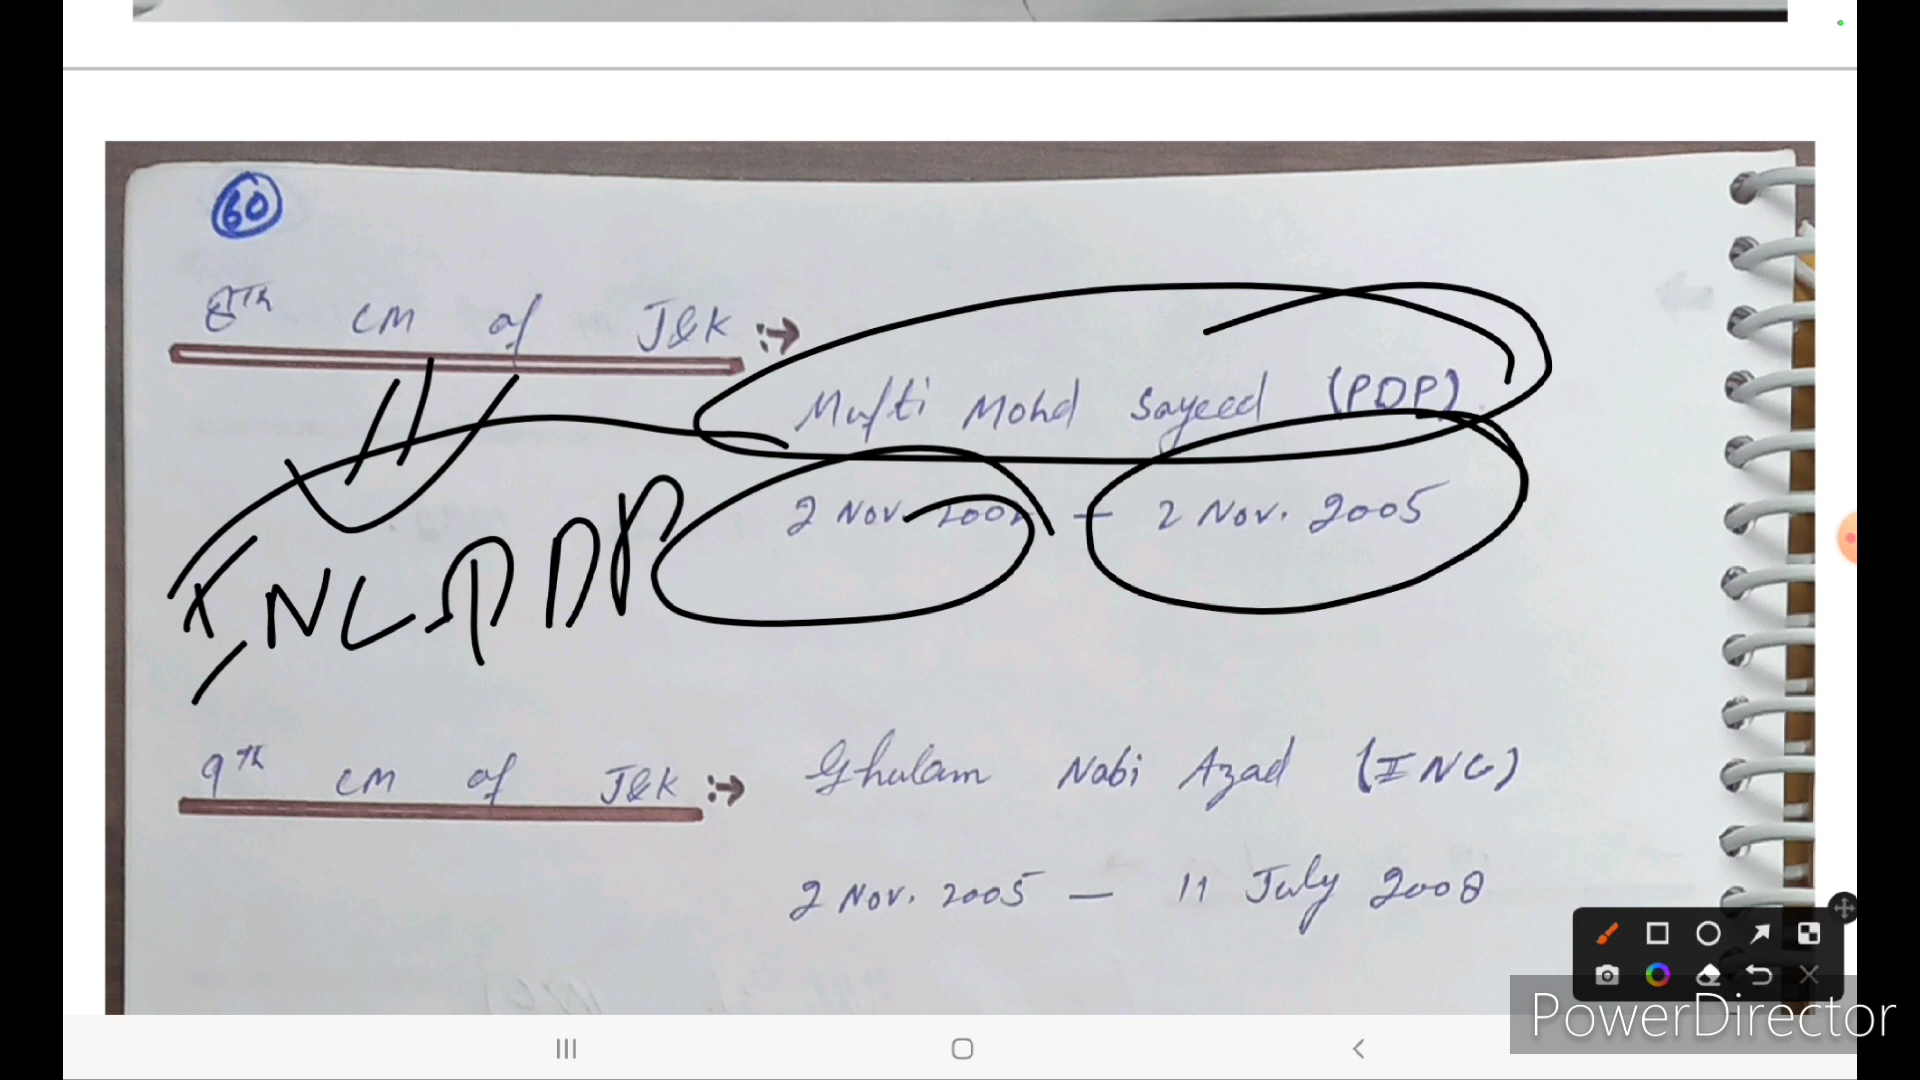 60
8Th CM of J&K :→
Mufti Mohd Sayeed (PDP).
2 Nov. 2002 — 2 Nov. 2005
INC PDP
9Th CM of J&K :→ Ghulam Nabi Azad (INC)
2 Nov. 2005 — 11 July 2008
PowerDirector